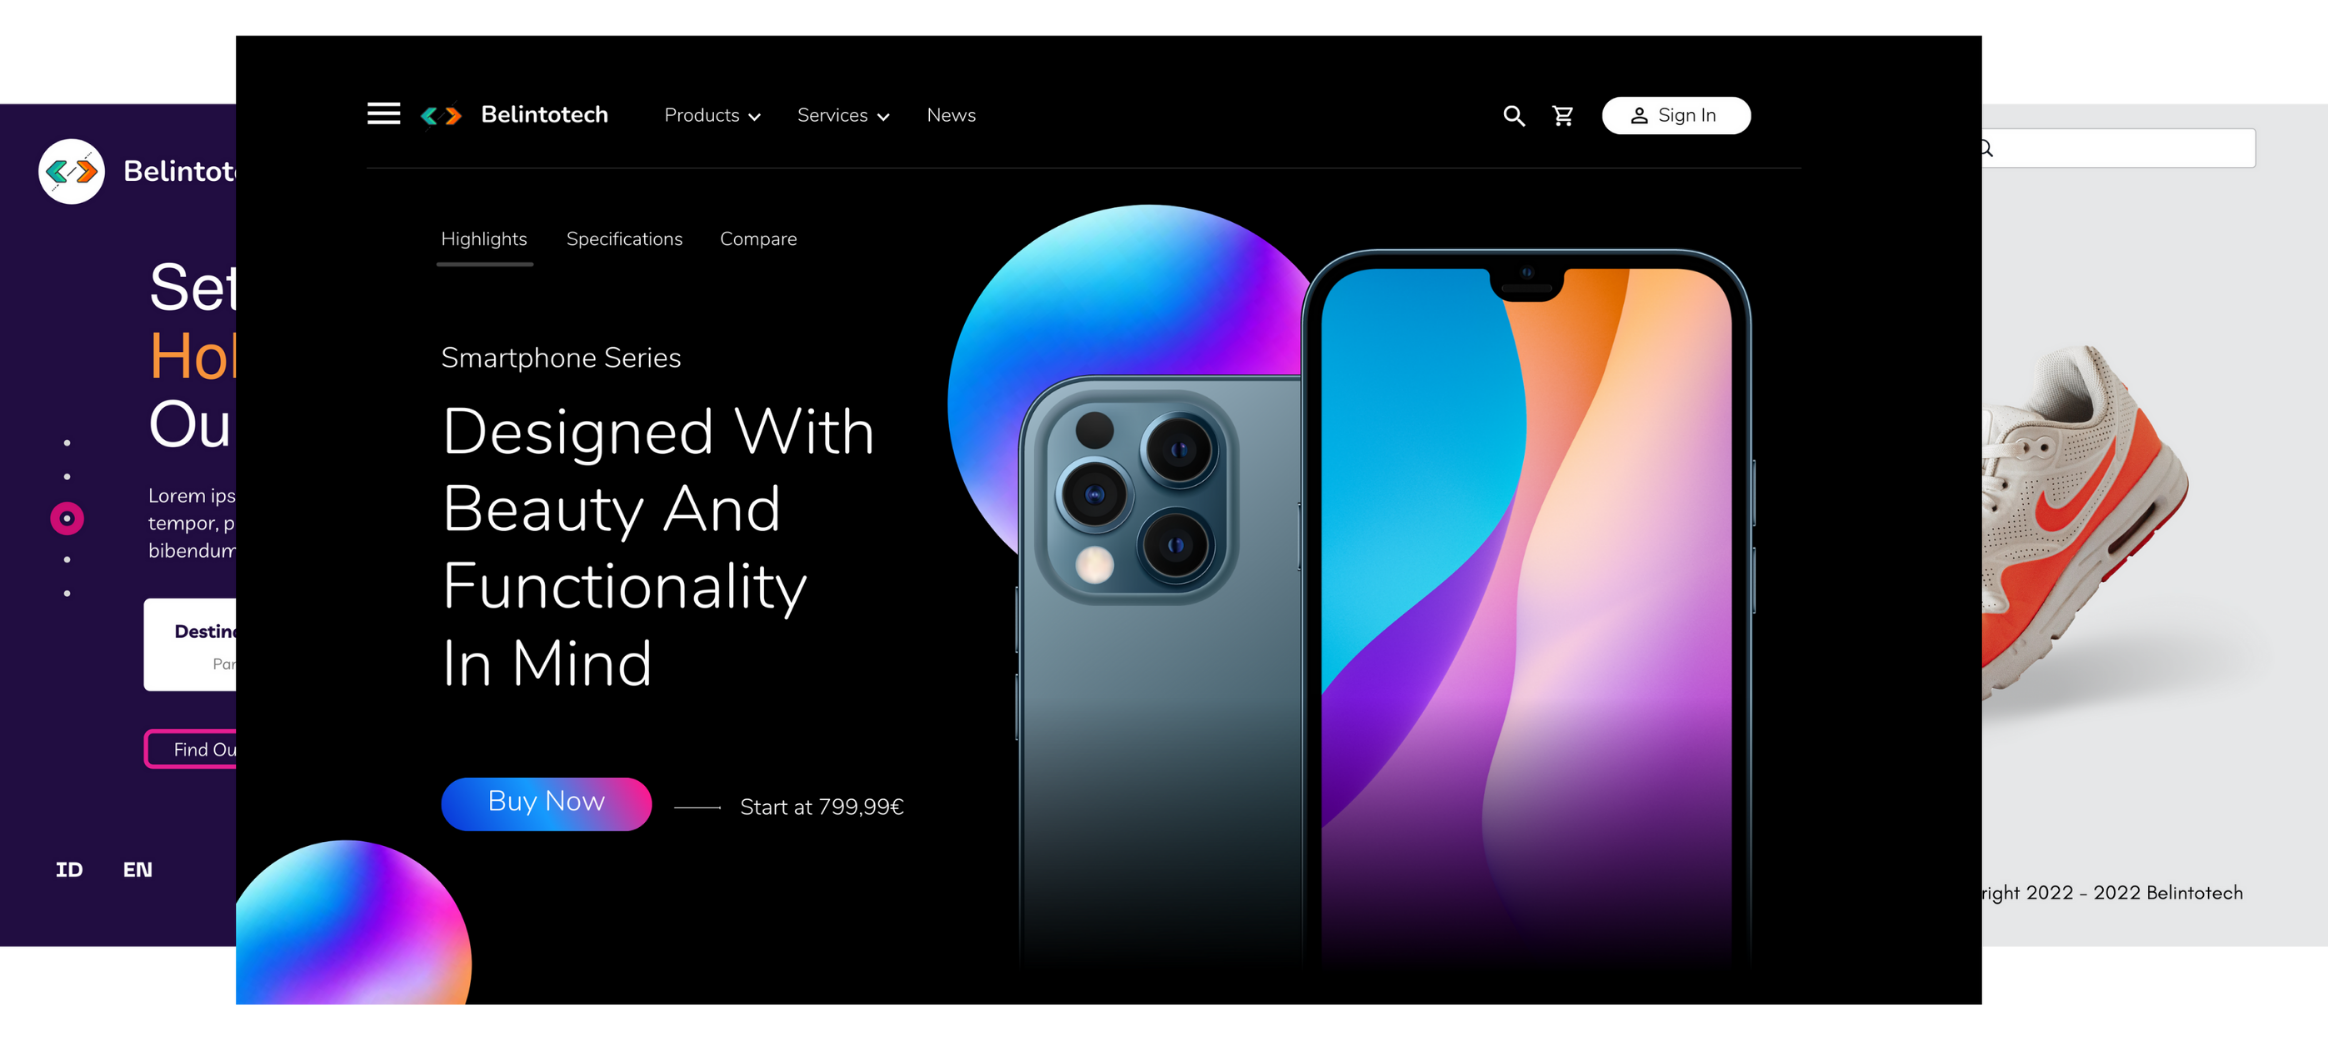 Belintot
Set
Hol
Ou
Lorem ips
tempor, p
bibendum
Destina
Par
Find Ou
ID EN
Belintotech Products Services News Sign In
Highlights Specifications Compare
Smartphone Series
Designed With
Beauty And
Functionality
In Mind
Buy Now Start at 799,99€
right 2022 - 2022 Belintotech